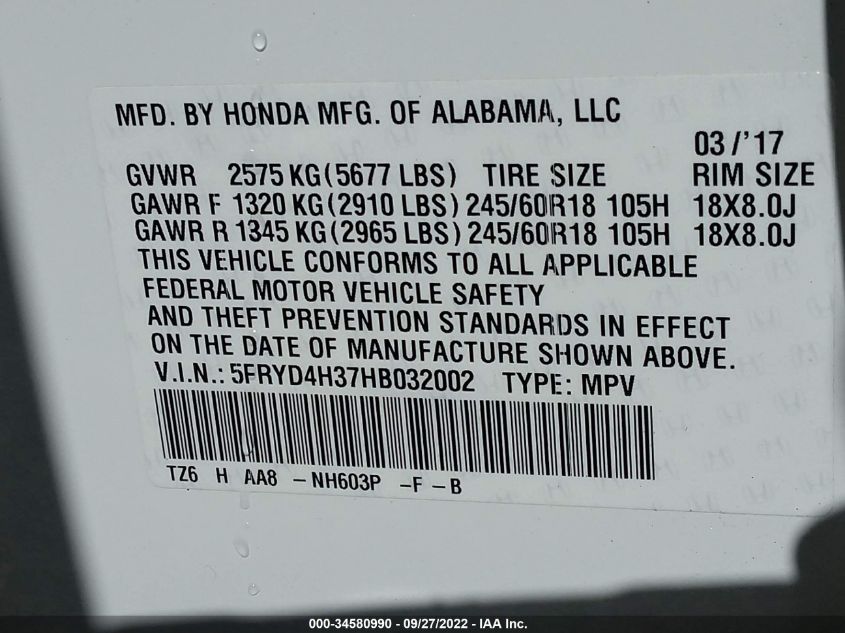 MFD. BY HONDA MFG. OF ALABAMA, LLC
03/'17
GVWR 2575 KG(5677 LBS) TIRE SIZE RIM SIZE
GAWR F 1320 KG(2910 LBS) 245/60R18 105H 18X8.0J
GAWR R 1345 KG(2965 LBS) 245/60R18 105H 18X8.0J
THIS VEHICLE CONFORMS TO ALL APPLICABLE
FEDERAL MOTOR VEHICLE SAFETY
AND THEFT PREVENTION STANDARDS IN EFFECT
ON THE DATE OF MANUFACTURE SHOWN ABOVE.
V.I.N.: 5FRYD4H37HB032002 TYPE: MPV
TZ6 H AA8 -NH603P -F-B
000-34580990 - 09/27/2022 - IAA Inc.